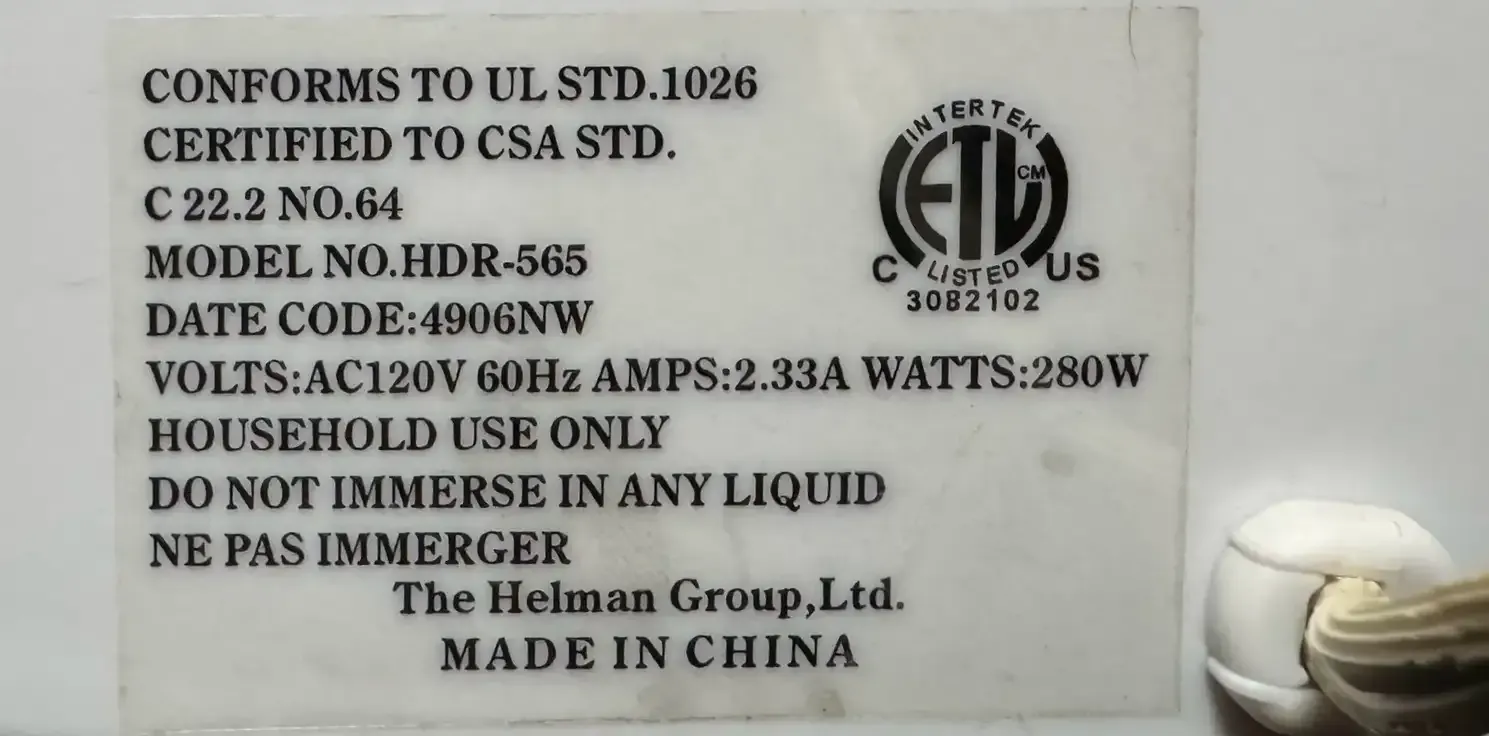 CONFORMS TO UL STD.1026
CERTIFIED TO CSA STD.
C 22.2 NO.64
MODEL NO.HDR-565
DATE CODE:4906NW
VOLTS:AC120V 60Hz AMPS:2.33A WATTS:280W
HOUSEHOLD USE ONLY
DO NOT IMMERSE IN ANY LIQUID
NE PAS IMMERGER
The Helman Group,Ltd.
MADE IN CHINA
INTERTEK
ETL CM
C LISTED US
3082102